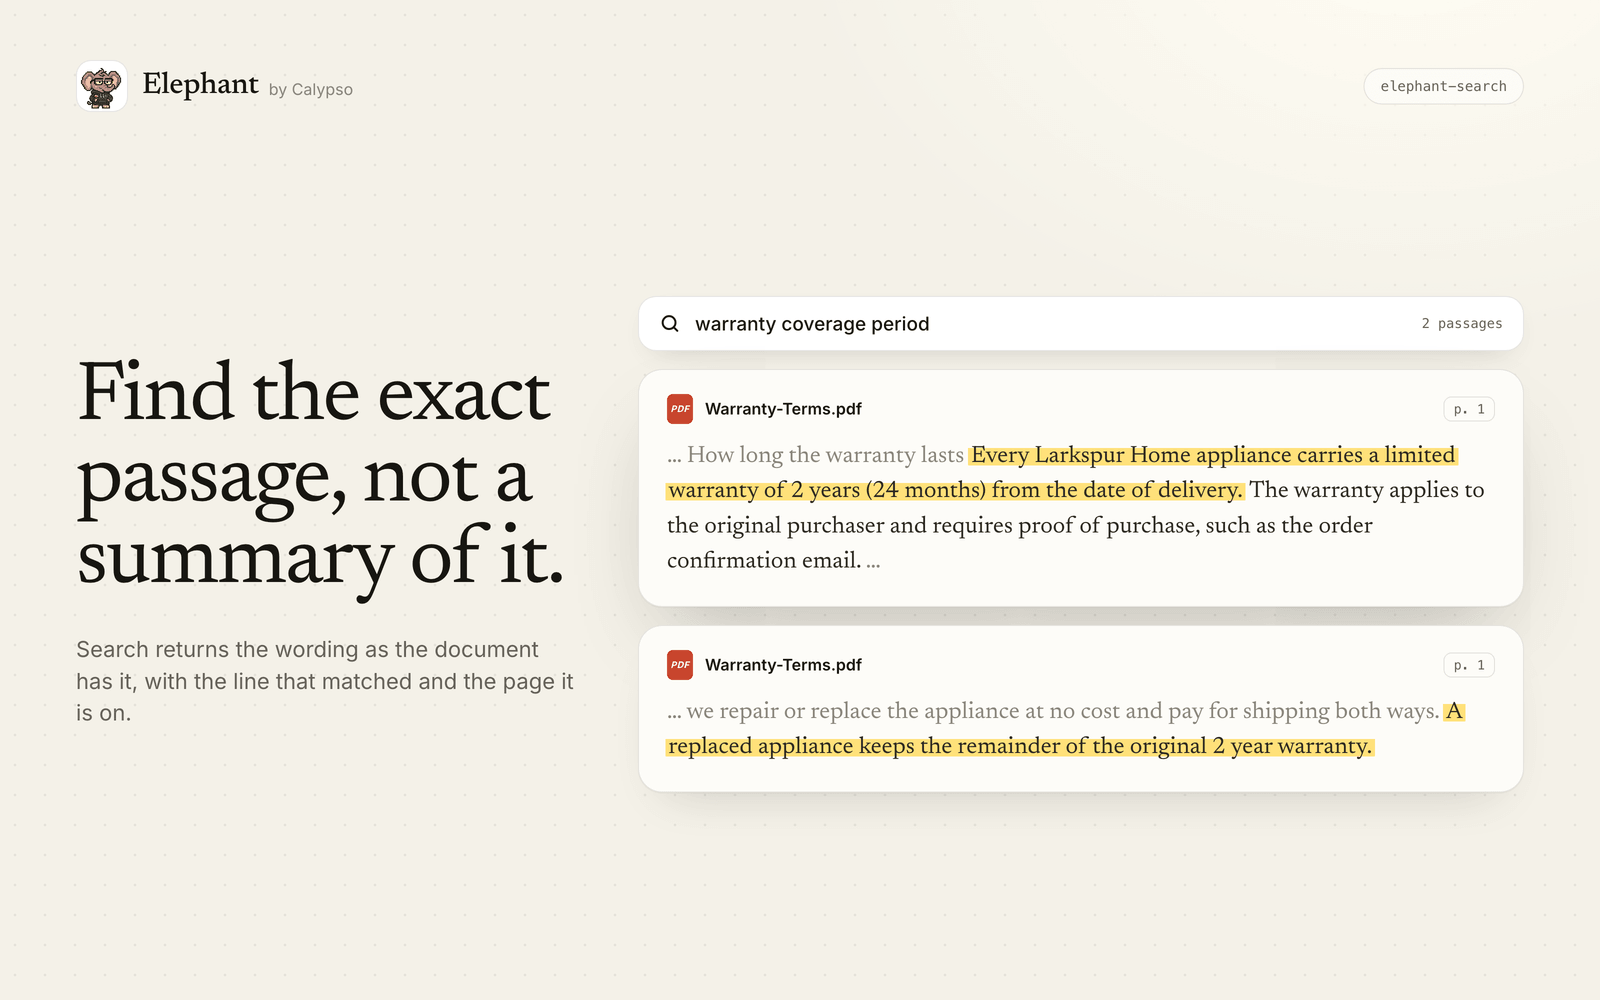 Elephant by Calypso
elephant-search
Find the exact
passage, not a
summary of it.
Search returns the wording as the document
has it, with the line that matched and the page it
is on.
warranty coverage period
2 passages
PDF Warranty-Terms.pdf
p. 1
... How long the warranty lasts Every Larkspur Home appliance carries a limited
warranty of 2 years (24 months) from the date of delivery. The warranty applies to
the original purchaser and requires proof of purchase, such as the order
confirmation email. ...
PDF Warranty-Terms.pdf
p. 1
... we repair or replace the appliance at no cost and pay for shipping both ways. A
replaced appliance keeps the remainder of the original 2 year warranty.